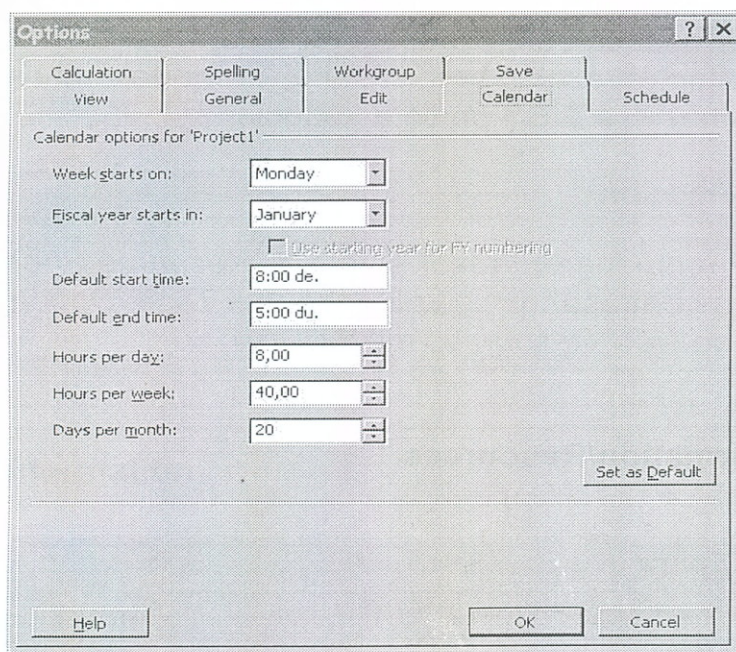 Options
Calculation Spelling Workgroup Save
View General Edit Calendar Schedule
Calendar options for 'Project1'
Week starts on: Monday
Fiscal year starts in: January
Use starting year for FY numbering
Default start time: 8:00 de.
Default end time: 5:00 du.
Hours per day: 8,00
Hours per week: 40,00
Days per month: 20
Set as Default
Help OK Cancel